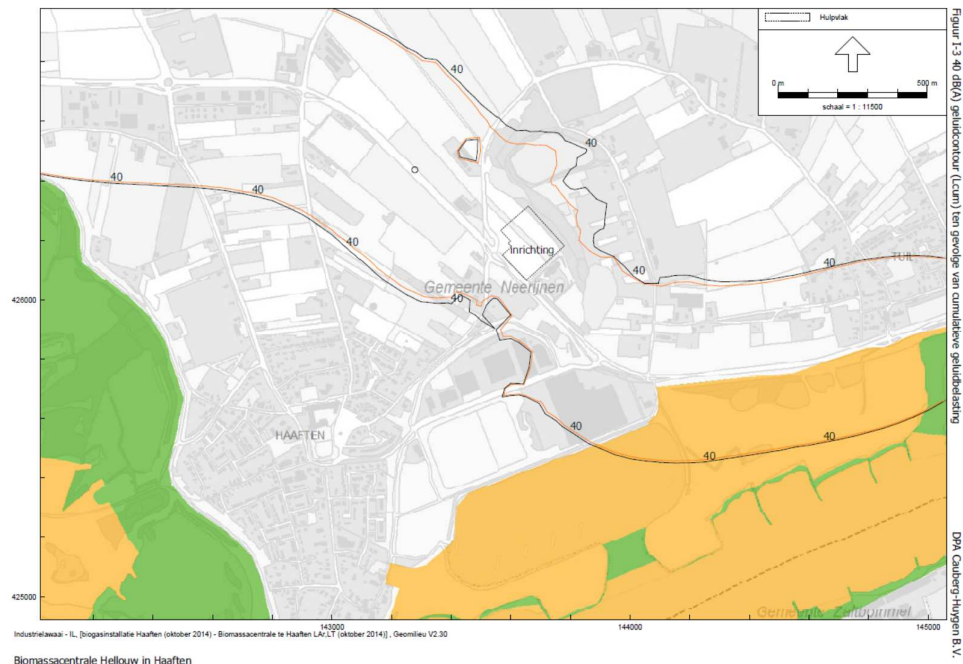 Hulpvlak
0 m
500 m
schaal = 1 : 11500
Figuur I-3 40 dB(A) geluidcontour (Lcum) ten gevolge van cumulatieve geluidbelasting
DPA Cauberg-Huygen B.V.
40
40
40
40
40
Inrichting
TUIL
40
Gemeente Neerijnen
40
426000
HAAFTEN
40
40
40
425000
Gemeente Zaltbommel
143000
144000
145000
Industrielawaai - IL, [biogasinstallatie Haaften (oktober 2014) - Biomassacentrale te Haaften LAr,LT (oktober 2014)] , Geomilieu V2.30
Biomassacentrale Hellouw in Haaften